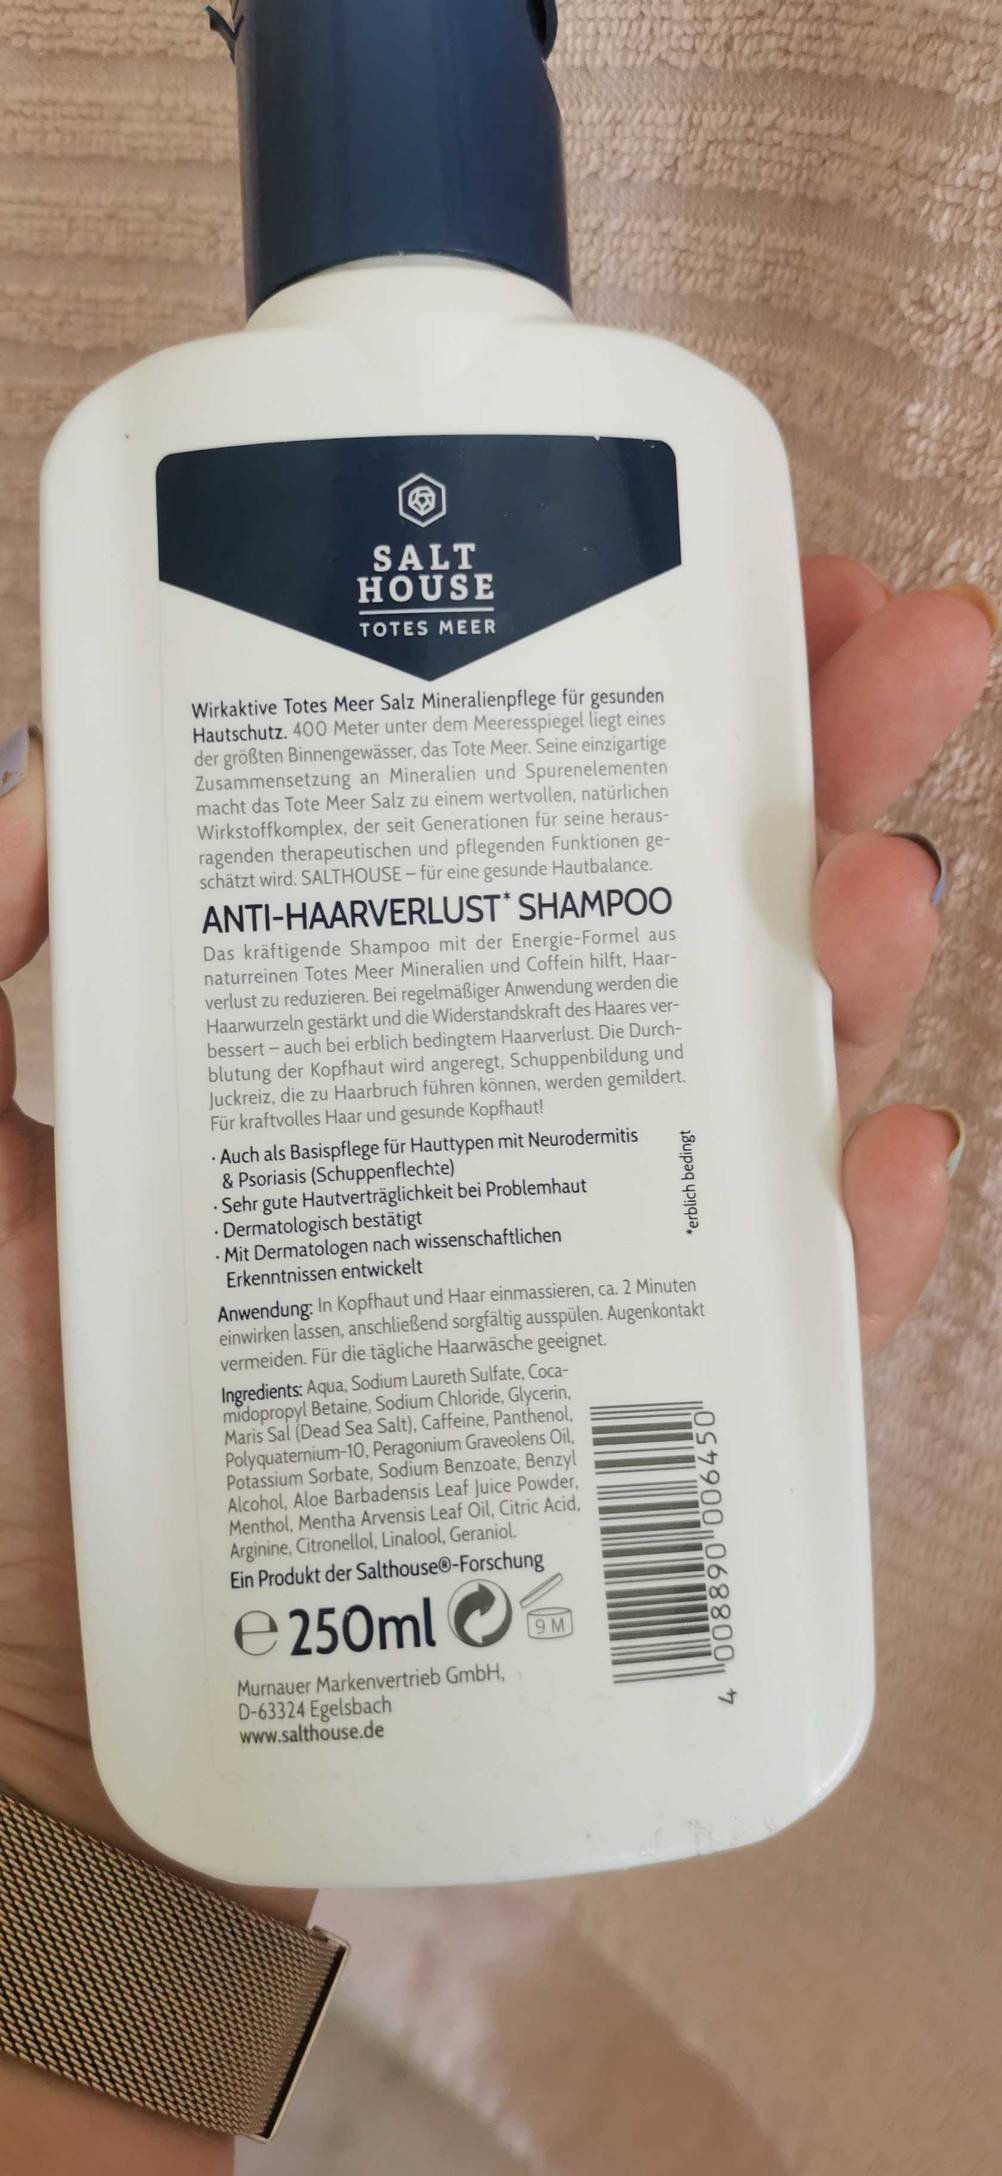 SALT
HOUSE
TOTES MEER
Wirkaktive Totes Meer Salz Mineralienpflege für gesunden
Hautschutz. 400 Meter unter dem Meeresspiegel liegt eines
der größten Binnengewässer, das Tote Meer. Seine einzigartige
Zusammensetzung an Mineralien und Spurenelementen
macht das Tote Meer Salz zu einem wertvollen, natürlichen
Wirkstoffkomplex, der seit Generationen für seine heraus-
ragenden therapeutischen und pflegenden Funktionen ge-
schätzt wird. SALTHOUSE – für eine gesunde Hautbalance.
ANTI-HAARVERLUST* SHAMPOO
Das kräftigende Shampoo mit der Energie-Formel aus
naturreinen Totes Meer Mineralien und Coffein hilft, Haar-
verlust zu reduzieren. Bei regelmäßiger Anwendung werden die
Haarwurzeln gestärkt und die Widerstandskraft des Haares ver-
bessert – auch bei erblich bedingtem Haarverlust. Die Durch-
blutung der Kopfhaut wird angeregt, Schuppenbildung und
Juckreiz, die zu Haarbruch führen können, werden gemildert.
Für kraftvolles Haar und gesunde Kopfhaut!
· Auch als Basispflege für Hauttypen mit Neurodermitis
& Psoriasis (Schuppenflechte)
· Sehr gute Hautverträglichkeit bei Problemhaut
· Dermatologisch bestätigt
· Mit Dermatologen nach wissenschaftlichen
Erkenntnissen entwickelt
*erblich bedingt
Anwendung: In Kopfhaut und Haar einmassieren, ca. 2 Minuten
einwirken lassen, anschließend sorgfältig ausspülen. Augenkontakt
vermeiden. Für die tägliche Haarwäsche geeignet.
Ingredients: Aqua, Sodium Laureth Sulfate, Coca-
midopropyl Betaine, Sodium Chloride, Glycerin,
Maris Sal (Dead Sea Salt), Caffeine, Panthenol,
Polyquaternium-10, Peragonium Graveolens Oil,
Potassium Sorbate, Sodium Benzoate, Benzyl
Alcohol, Aloe Barbadensis Leaf Juice Powder,
Menthol, Mentha Arvensis Leaf Oil, Citric Acid,
Arginine, Citronellol, Linalool, Geraniol.
Ein Produkt der Salthouse®-Forschung
e 250ml
9 M
Murnauer Markenvertrieb GmbH,
D-63324 Egelsbach
www.salthouse.de
4 008890 006450